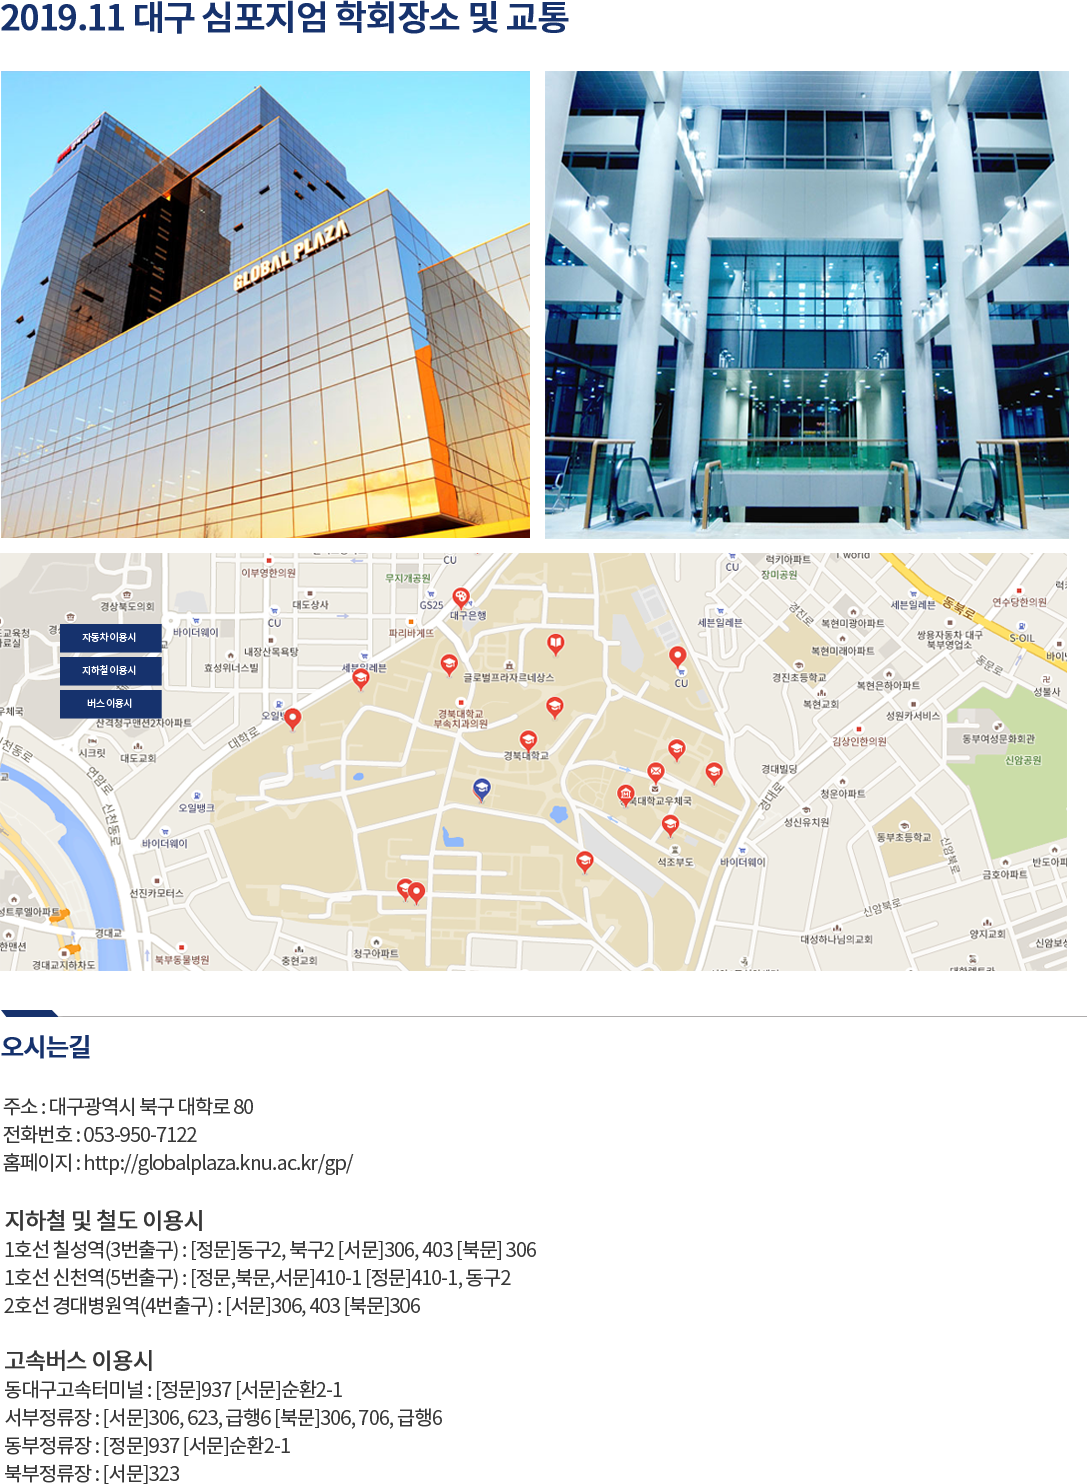 2019.11 대구 심포지엄 학회장소 및 교통
GLOBAL PLAZA
이부영한의원
무지개공원
CU
CU
럭키아파트
장미공원
T world
경상북도의회
대도상사
GS25
대구은행
세븐일레븐
세븐일레븐
동북로
연수당한의원
자동차이용시
바이더웨이
CU
파리바게뜨
경진로
복현미광아파트
쌍용자동차 대구
북부영업소
S-OIL
지하철이용시
효성위너스빌
내장산목욕탕
세븐일레븐
글로벌프라자르네상스
CU
경진초등학교
복현미래아파트
복현은하아파트
동문로
성불사
버스 이용시
산격청구맨션2차아파트
오일뱅크
경북대학교
부속치과의원
복현교회
성원카서비스
시크릿
대도교회
대학로
경북대학교
김상인한의원
동부여성문화회관
신암공원
연암로
신천동로
오일뱅크
경북대학교우체국
경대빌딩
경대로
청운아파트
바이더웨이
성신유치원
동부초등학교
신암북로
석조부도
바이더웨이
금호아파트
선진카모터스
신암북로
경대교
대성하나님의교회
양지교회
경대교지하차도
북부동물병원
충현교회
청구아파트
오시는길
주소 : 대구광역시 북구 대학로 80
전화번호 : 053-950-7122
홈페이지 : http://globalplaza.knu.ac.kr/gp/
지하철 및 철도 이용시
1호선 칠성역(3번출구) : [정문]동구2, 북구2 [서문]306, 403 [북문] 306
1호선 신천역(5번출구) : [정문,북문,서문]410-1 [정문]410-1, 동구2
2호선 경대병원역(4번출구) : [서문]306, 403 [북문]306
고속버스 이용시
동대구고속터미널 : [정문]937 [서문]순환2-1
서부정류장 : [서문]306, 623, 급행6 [북문]306, 706, 급행6
동부정류장 : [정문]937 [서문]순환2-1
북부정류장 : [서문]323